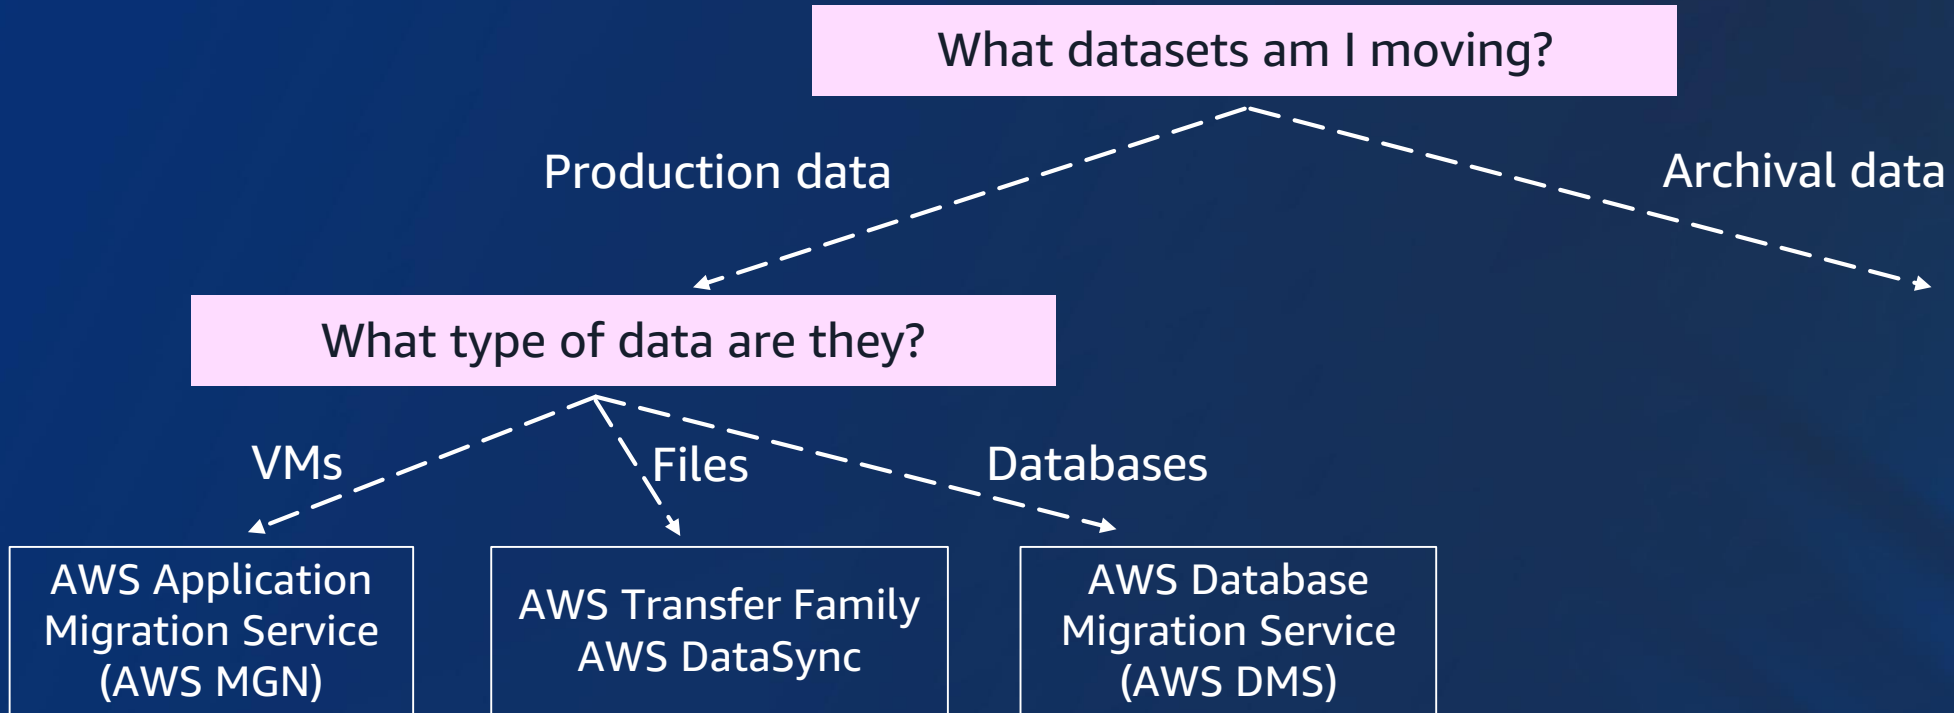 What datasets am I moving?
Production data
Archival data
What type of data are they?
VMs
Files
Databases
AWS Application
Migration Service
(AWS MGN)
AWS Transfer Family
AWS DataSync
AWS Database
Migration Service
(AWS DMS)